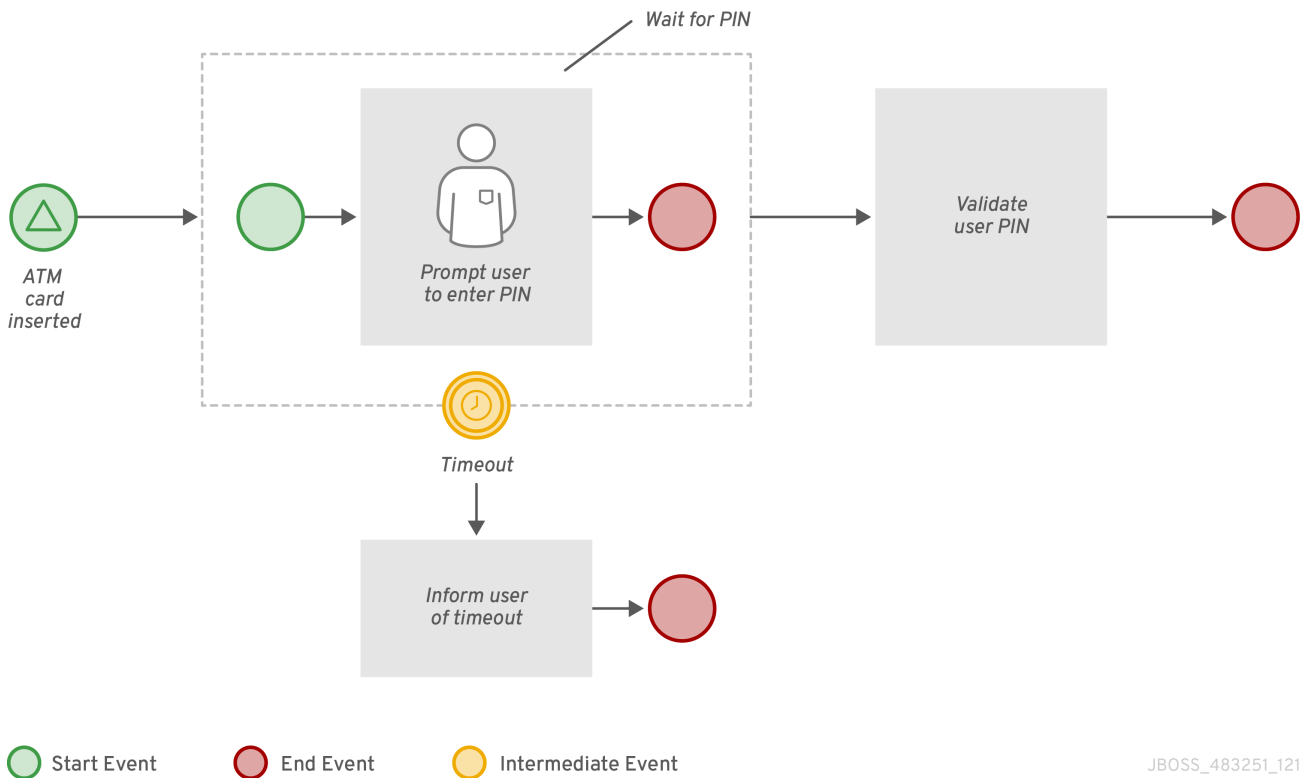 Wait for PIN
ATM
card
inserted
Prompt user
to enter PIN
Validate
user PIN
Timeout
Inform user
of timeout
Start Event
End Event
Intermediate Event
JBOSS_483251_121